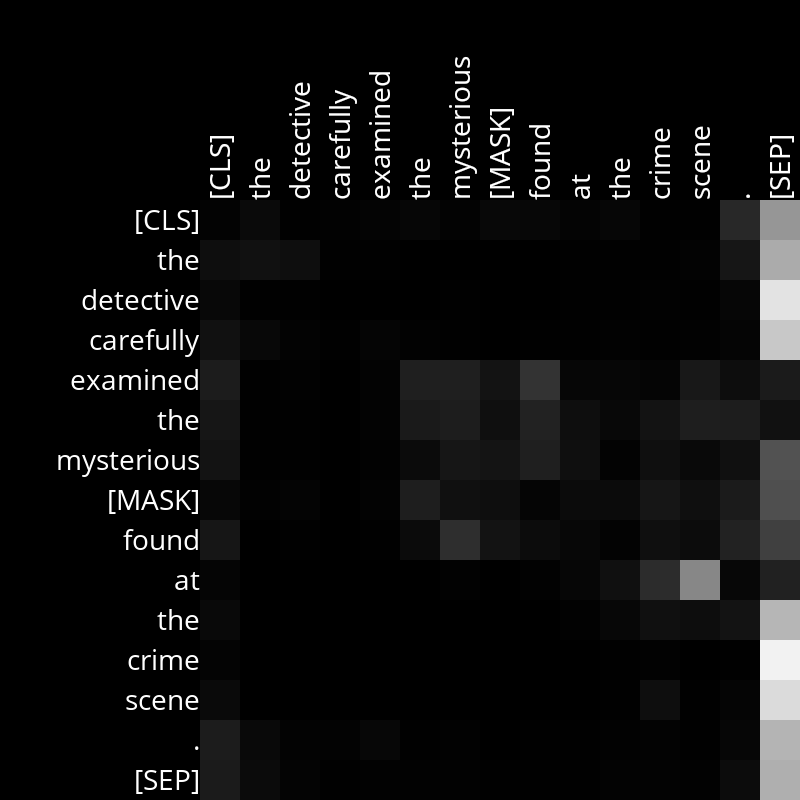 [CLS] the detective carefully examined the mysterious [MASK] found at the crime scene . [SEP]
[CLS]
the
detective
carefully
examined
the
mysterious
[MASK]
found
at
the
crime
scene
.
[SEP]